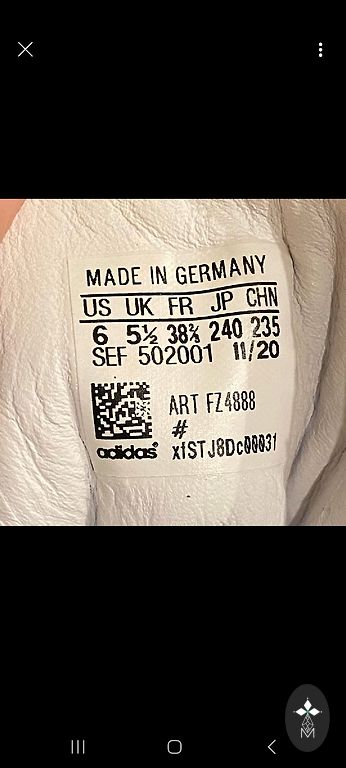 MADE IN GERMANY
US UK FR JP CHN
6 5½ 38⅔ 240 235
SEF 502001 11/20
ART FZ4888
#
x1STJ8Dc00031
adidas
M